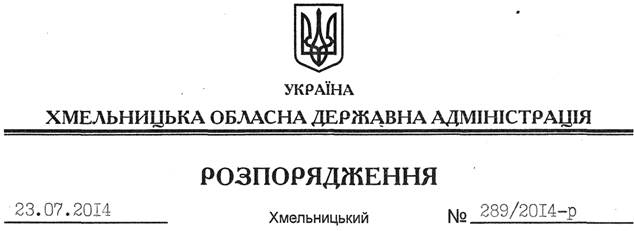 УКРАЇНА
ХМЕЛЬНИЦЬКА ОБЛАСНА ДЕРЖАВНА АДМІНІСТРАЦІЯ
РОЗПОРЯДЖЕННЯ
23.07.2014 Хмельницький № 289/2014-р